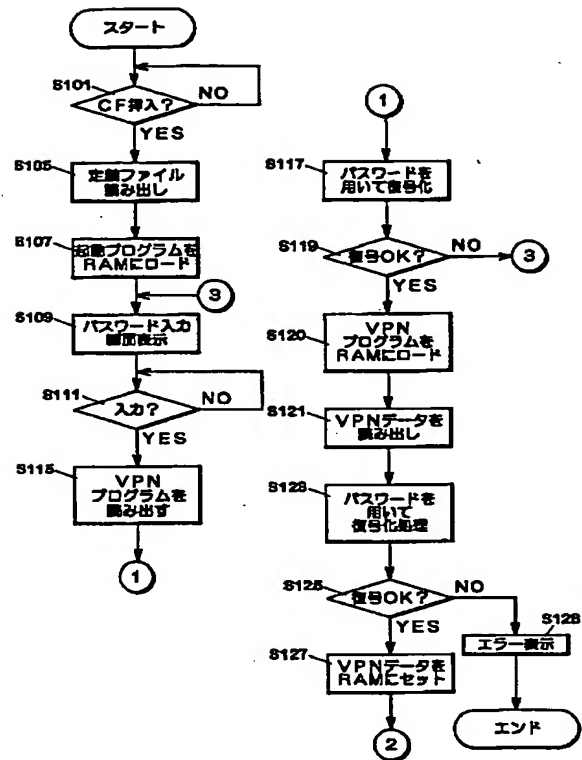 スタート
S101
CF挿入?
NO
YES
S105
定義ファイル
読み出し
S107
起動プログラムを
RAMにロード
3
S109
パスワード入力
画面表示
S111
入力?
NO
YES
S115
VPN
プログラムを
読み出す
1
1
S117
パスワードを
用いて復号化
S119
復号OK?
NO
3
YES
S120
VPN
プログラムを
RAMにロード
S121
VPNデータを
読み出し
S123
パスワードを
用いて
復号化処理
S125
復号OK?
NO
YES
S128
エラー表示
S127
VPNデータを
RAMにセット
エンド
2